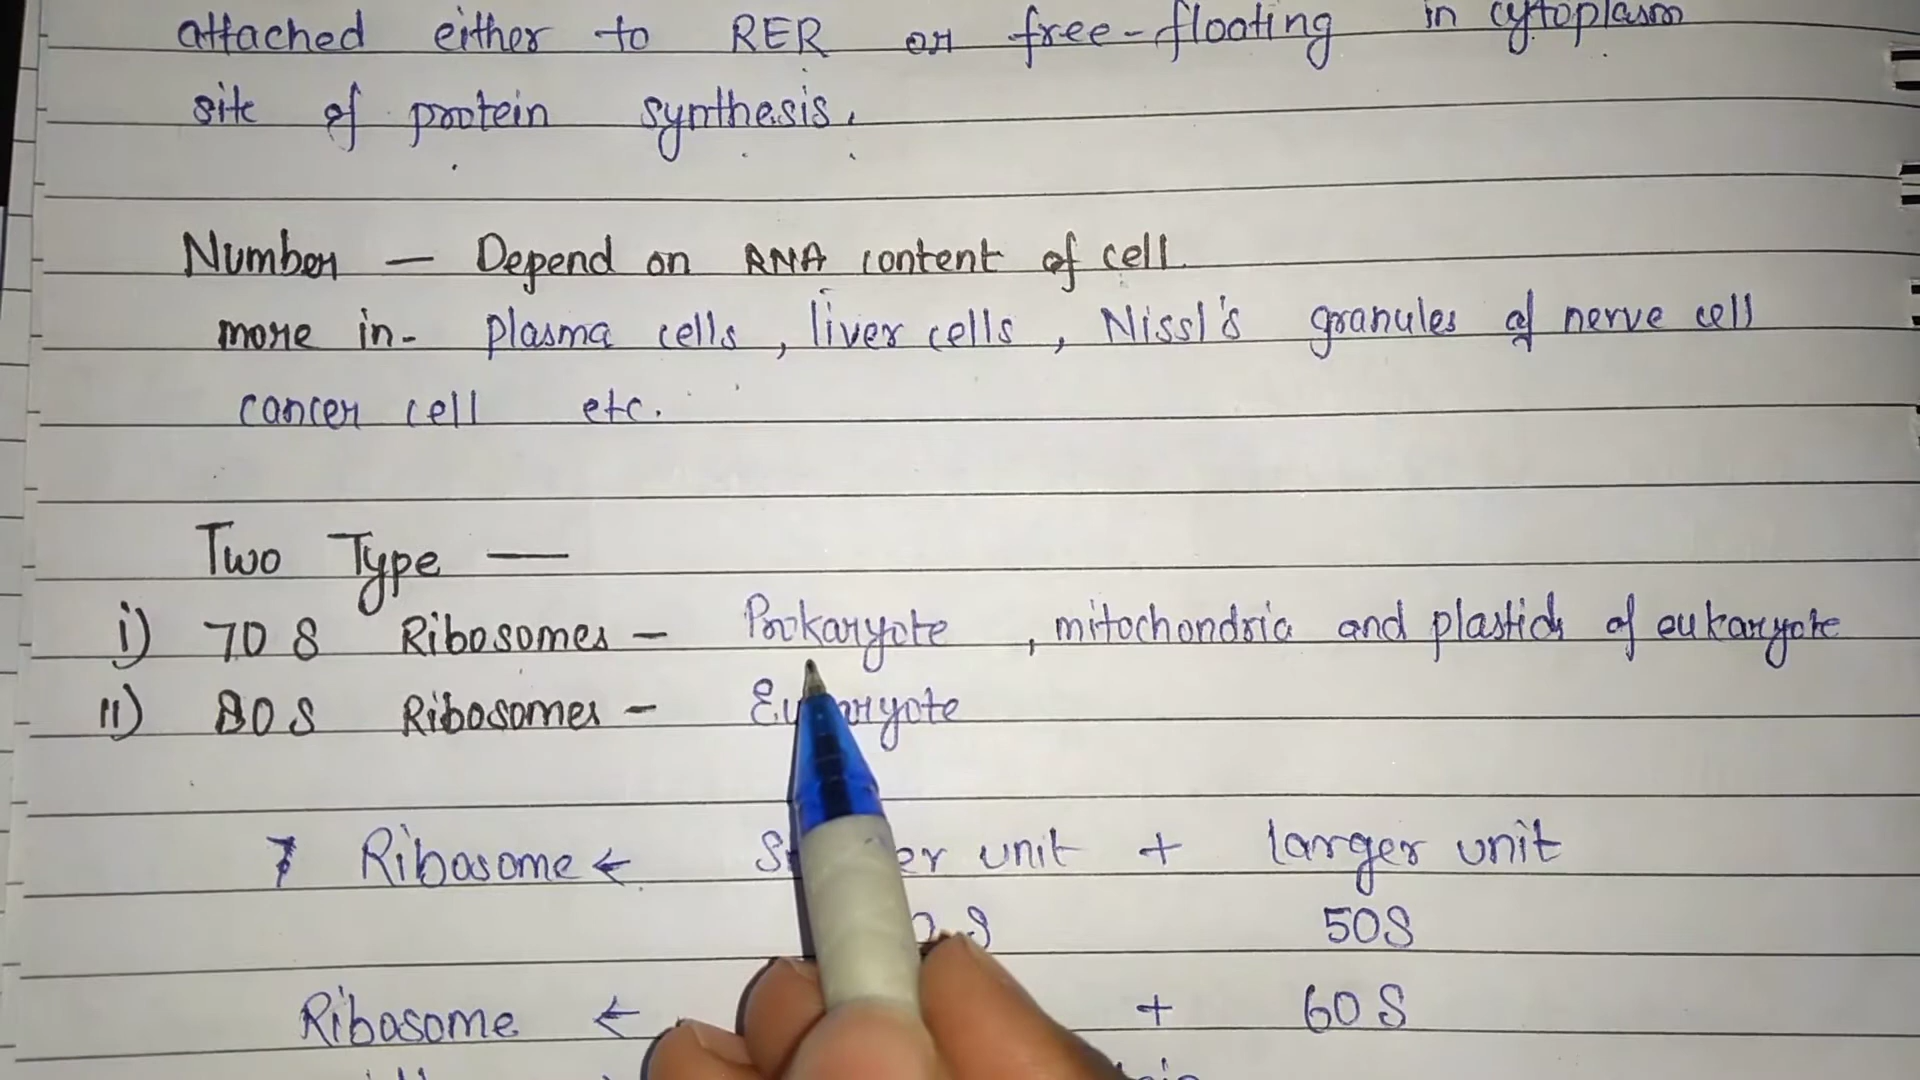 attached either to RER or free-floating in cytoplasm
site of protein synthesis.
Number — Depend on RNA content of cell
more in- plasma cells, liver cells, Nissl's granules of nerve cell
cancer cell etc.
Two Type —
i) 70 S Ribosomes - Prokaryote, mitochondria and plastids of eukaryote
ii) 80 S Ribosomes - Eukaryote
7 Ribosome ← unit + larger unit
50S
Ribosome ← + 60 S